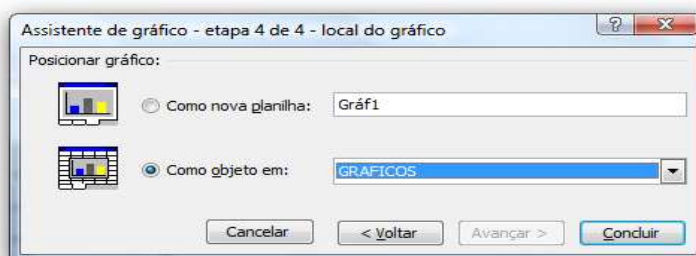 Assistente de gráfico - etapa 4 de 4 - local do gráfico
Posicionar gráfico:
Como nova planilha: Gráf1
Como objeto em: GRAFICOS
Cancelar < Voltar Avançar > Concluir